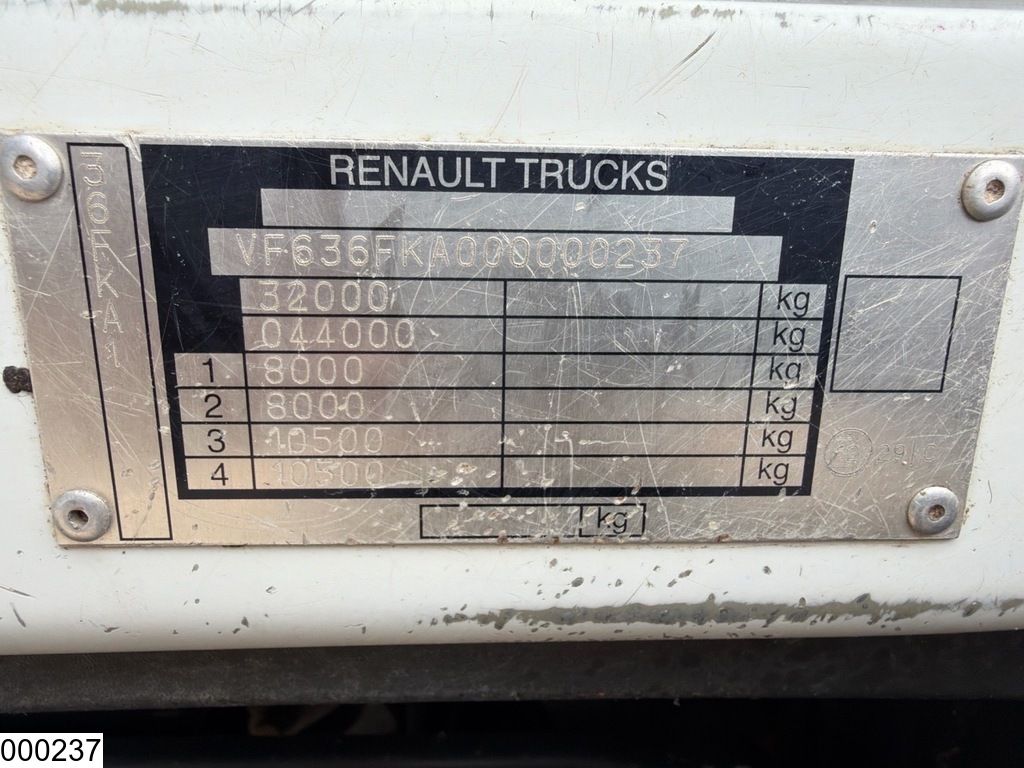 36FKA1
RENAULT TRUCKS
VF636FKA000000237
32000 kg
044000 kg
1 8000 kg
2 8000 kg
3 10500 kg
4 10500 kg
kg
000237